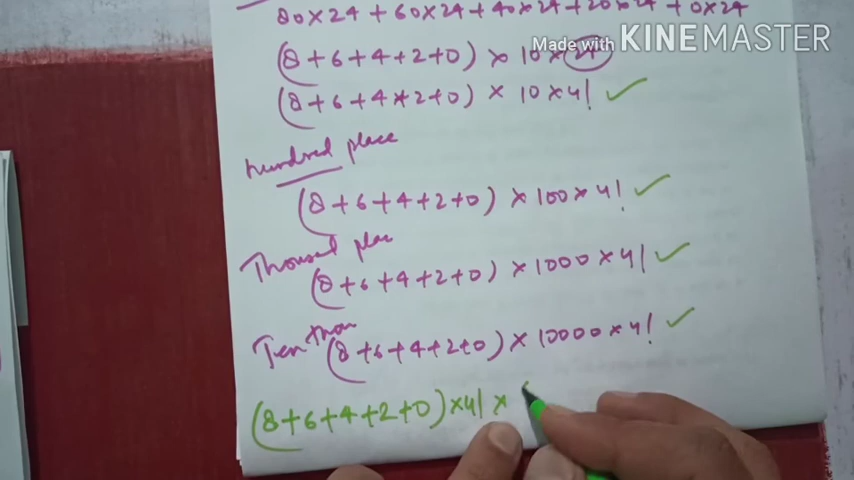 80×24 + 60×24 + 40×24 + 20×24 + 0×24
Made with KINEMASTER
(8+6+4+2+0) × 10 × 24
(8+6+4+2+0) × 10 × 4!
Hundred place
(8+6+4+2+0) × 100 × 4!
Thousand plac
(8+6+4+2+0) × 1000 × 4!
Ten thou
(8+6+4+2+0) × 10000 × 4!
(8+6+4+2+0) × 4! × (